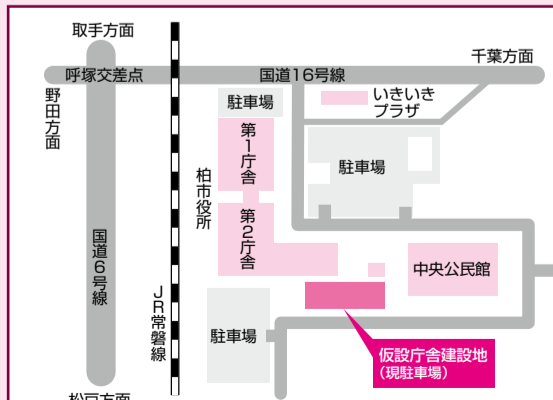 取手方面
千葉方面
呼塚交差点
国道16号線
野田方面
駐車場
いきいき
プラザ
第1庁舎
駐車場
柏市役所
第2庁舎
国道6号線
中央公民館
JR常磐線
駐車場
仮設庁舎建設地
(現駐車場)
松戸方面